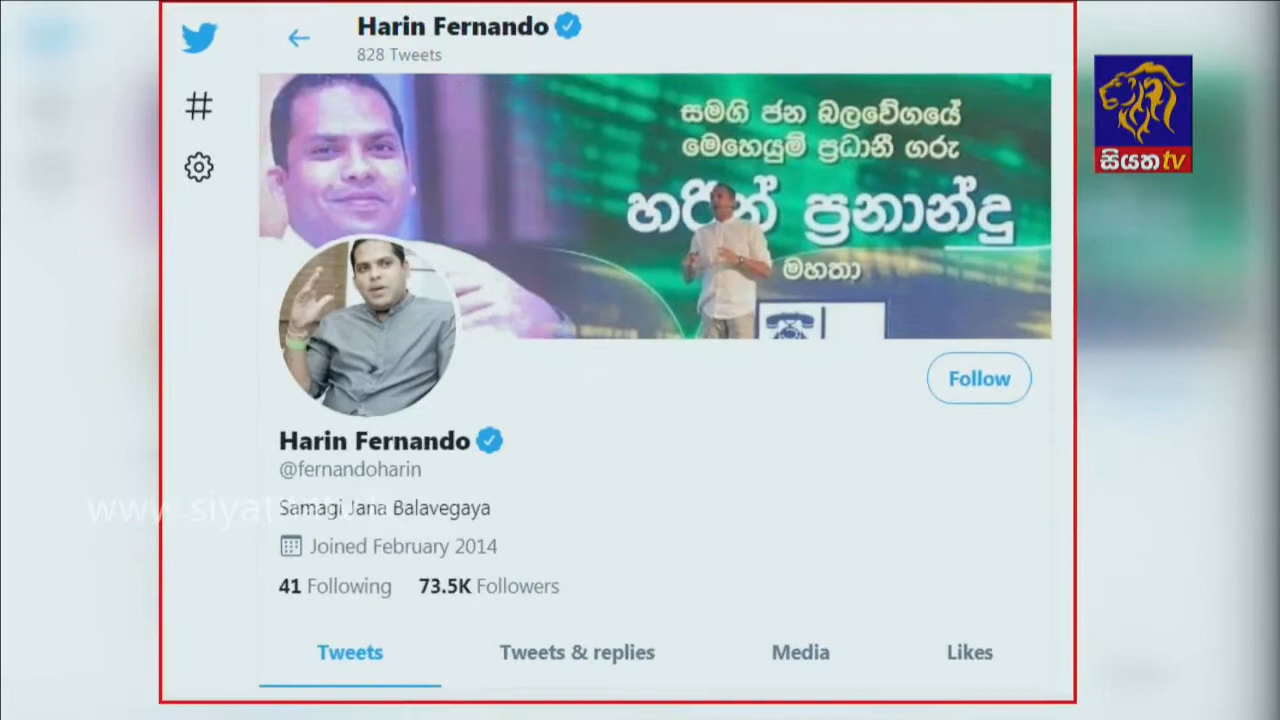 Harin Fernando
828 Tweets
සමගි ජන බලවේගයේ
මෙහෙයුම් ප්‍රධානී ගරු
හරින් ප්‍රනාන්දු
මහතා
සියත tv
Follow
Harin Fernando
@fernandoharin
Samagi Jana Balavegaya
Joined February 2014
41 Following 73.5K Followers
Tweets Tweets & replies Media Likes